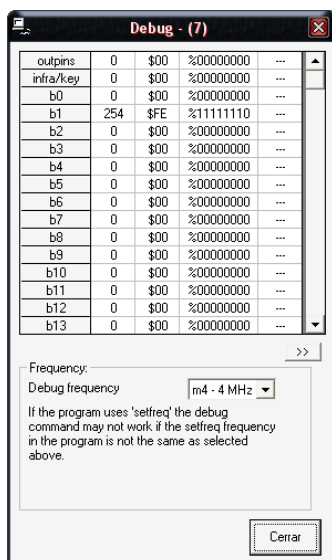 Debug - (7)
outpins 0 $00 %00000000 ---
infra/key 0 $00 %00000000 ---
b0 0 $00 %00000000 ---
b1 254 $FE %11111110 ---
b2 0 $00 %00000000 ---
b3 0 $00 %00000000 ---
b4 0 $00 %00000000 ---
b5 0 $00 %00000000 ---
b6 0 $00 %00000000 ---
b7 0 $00 %00000000 ---
b8 0 $00 %00000000 ---
b9 0 $00 %00000000 ---
b10 0 $00 %00000000 ---
b11 0 $00 %00000000 ---
b12 0 $00 %00000000 ---
b13 0 $00 %00000000 ---
>>
Frequency:
Debug frequency m4 - 4 MHz
If the program uses 'setfreq' the debug
command may not work if the setfreq frequency
in the program is not the same as selected
above.
Cerrar